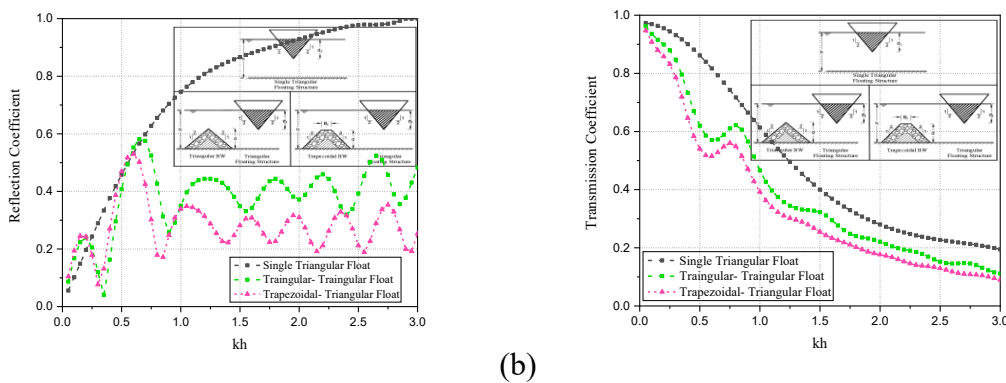 Reflection Coefficient
1.0
0.8
0.6
0.4
0.2
0.0
0.0
0.5
1.0
1.5
2.0
2.5
3.0
kh
Single Triangular
Floating Structure
Triangular BW
Triangular
Floating Structure
Trapezoidal BW
Triangular
Floating Structure
Single Triangular Float
Traingular- Traingular Float
Trapezoidal- Triangular Float
Transmission Coefficient
1.0
0.8
0.6
0.4
0.2
0.0
0.0
0.5
1.0
1.5
2.0
2.5
3.0
kh
Single Triangular
Floating Structure
Triangular BW
Triangular
Floating Structure
Trapezoidal BW
Triangular
Floating Structure
Single Triangular Float
Traingular- Traingular Float
Trapezoidal- Triangular Float
(b)